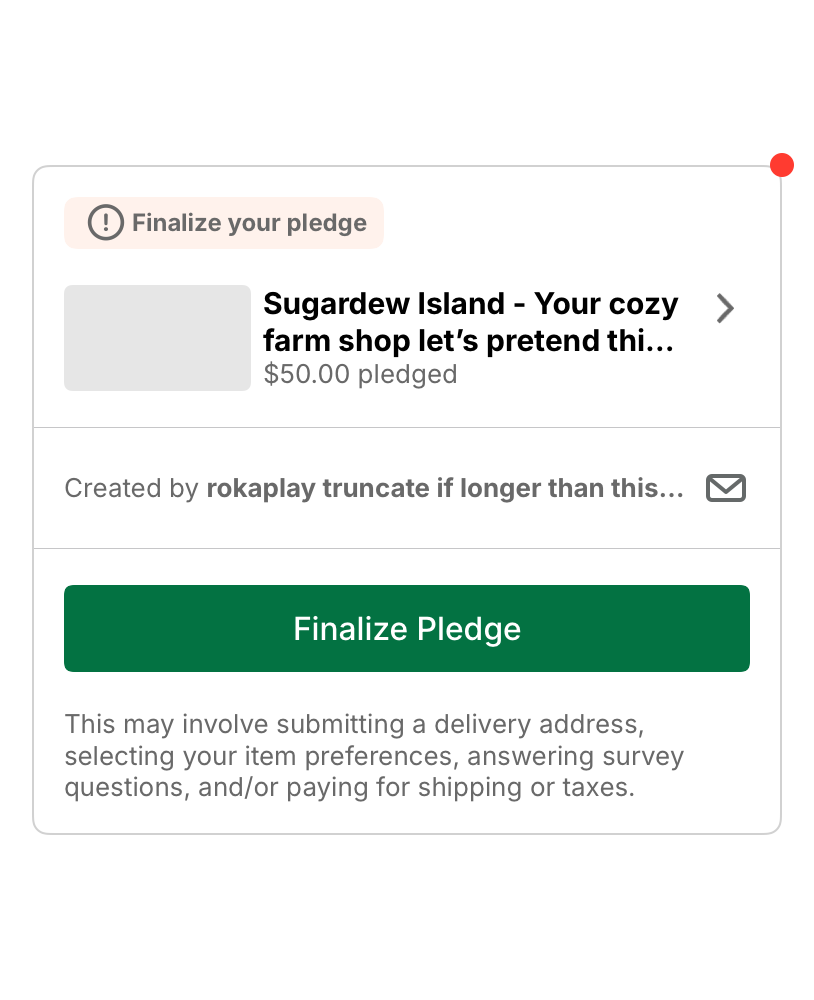 Finalize your pledge
Sugardew Island - Your cozy
farm shop let’s pretend thi...
$50.00 pledged
Created by rokaplay truncate if longer than this...
Finalize Pledge
This may involve submitting a delivery address,
selecting your item preferences, answering survey
questions, and/or paying for shipping or taxes.